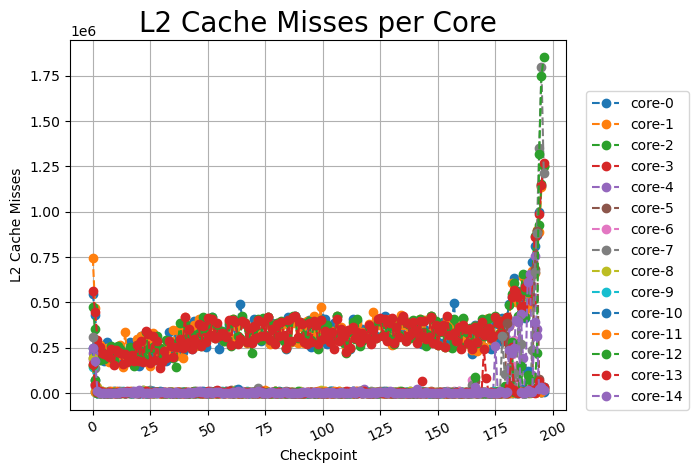 L2 Cache Misses per Core
1e6
1.75
1.50
1.25
1.00
0.75
0.50
0.25
0.00
L2 Cache Misses
0
25
50
75
100
125
150
175
200
Checkpoint
core-0
core-1
core-2
core-3
core-4
core-5
core-6
core-7
core-8
core-9
core-10
core-11
core-12
core-13
core-14